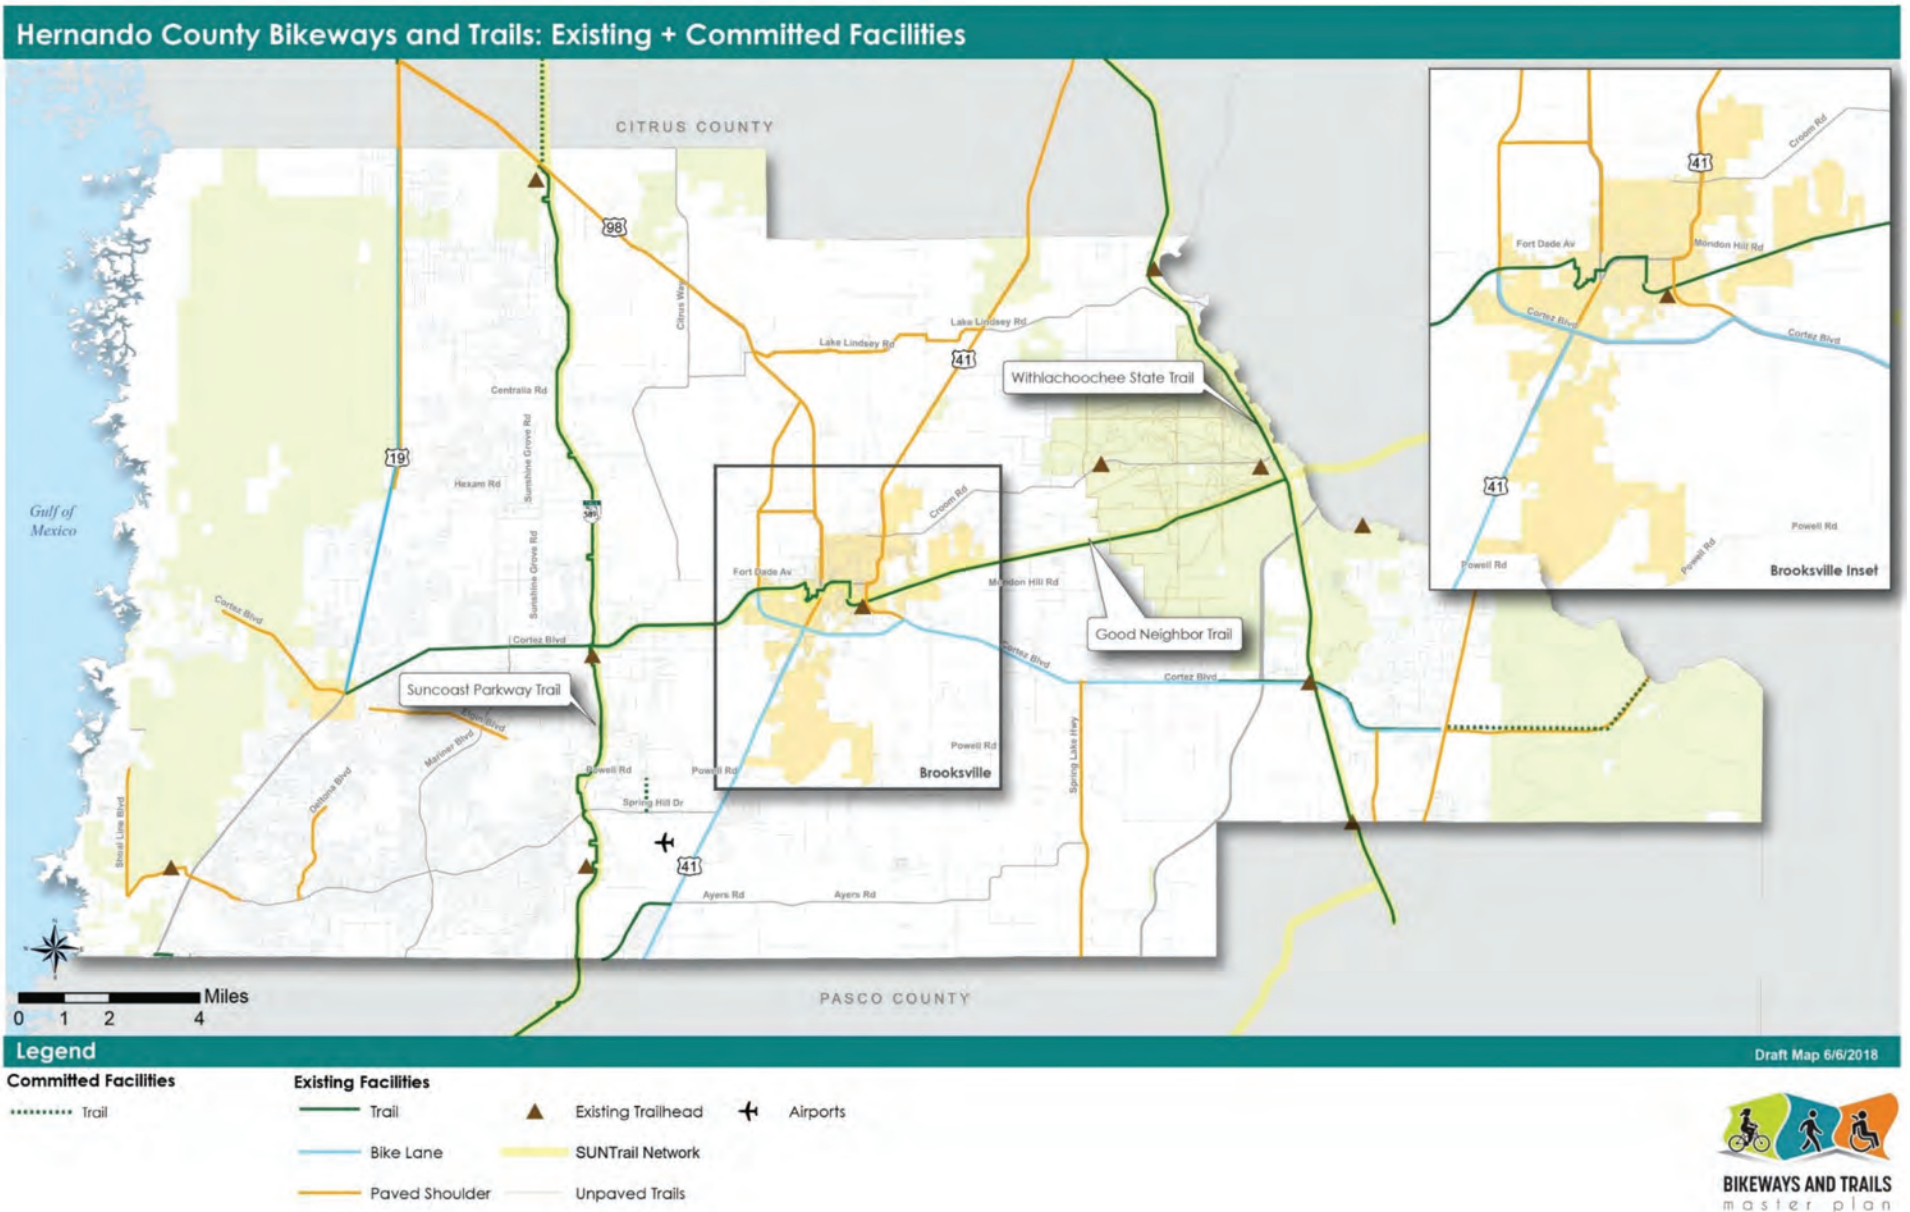 Hernando County Bikeways and Trails: Existing + Committed Facilities
CITRUS COUNTY
98
Citrus Way
Lake Lindsey Rd
Lake Lindsey Rd
41
Withlachoochee State Trail
Centralia Rd
Sunshine Grove Rd
19
Hexam Rd
Croom Rd
Gulf of
Mexico
Sunshine Grove Rd
Fort Dade Av
Mondon Hill Rd
Cortez Blvd
Cortez Blvd
Good Neighbor Trail
Cortez Blvd
Cortez Blvd
Suncoast Parkway Trail
Elgin Blvd
Mariner Blvd
Spring Lake Hwy
Powell Rd
Powell Rd
Powell Rd
Brooksville
Deltona Blvd
Spring Hill Dr
Shoal Line Blvd
41
Ayers Rd
Ayers Rd
PASCO COUNTY
N
Miles
0 1 2 4
41
Croom Rd
Fort Dade Av
Mondon Hill Rd
Cortez Blvd
Cortez Blvd
41
Powell Rd
Powell Rd
Powell Rd
Brooksville Inset
Legend
Draft Map 6/6/2018
Committed Facilities
Trail
Existing Facilities
Trail
Existing Trailhead
Airports
Bike Lane
SUNTrail Network
Paved Shoulder
Unpaved Trails
BIKEWAYS AND TRAILS
master plan